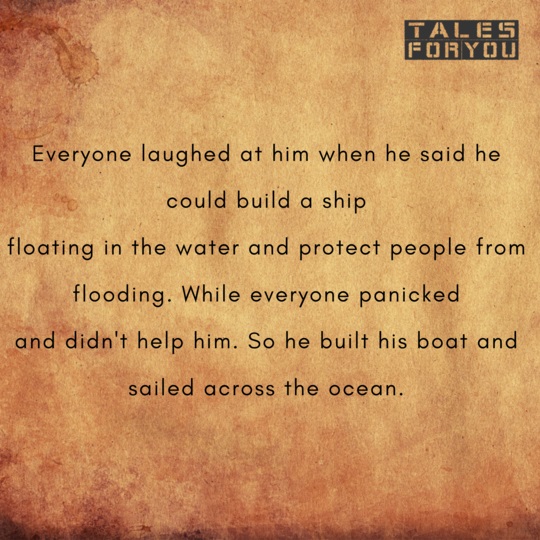 TALES
FORYOU
Everyone laughed at him when he said he
could build a ship
floating in the water and protect people from
flooding. While everyone panicked
and didn't help him. So he built his boat and
sailed across the ocean.